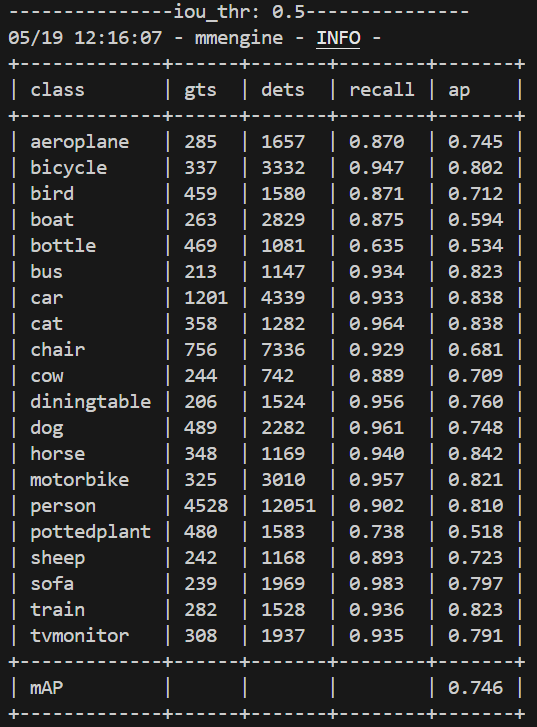 ---------------iou_thr: 0.5---------------
05/19 12:16:07 - mmengine - INFO -
+-------------+------+-------+--------+-------+
| class       | gts  | dets  | recall | ap    |
+-------------+------+-------+--------+-------+
| aeroplane   | 285  | 1657  | 0.870  | 0.745 |
| bicycle     | 337  | 3332  | 0.947  | 0.802 |
| bird        | 459  | 1580  | 0.871  | 0.712 |
| boat        | 263  | 2829  | 0.875  | 0.594 |
| bottle      | 469  | 1081  | 0.635  | 0.534 |
| bus         | 213  | 1147  | 0.934  | 0.823 |
| car         | 1201 | 4339  | 0.933  | 0.838 |
| cat         | 358  | 1282  | 0.964  | 0.838 |
| chair       | 756  | 7336  | 0.929  | 0.681 |
| cow         | 244  | 742   | 0.889  | 0.709 |
| diningtable | 206  | 1524  | 0.956  | 0.760 |
| dog         | 489  | 2282  | 0.961  | 0.748 |
| horse       | 348  | 1169  | 0.940  | 0.842 |
| motorbike   | 325  | 3010  | 0.957  | 0.821 |
| person      | 4528 | 12051 | 0.902  | 0.810 |
| pottedplant | 480  | 1583  | 0.738  | 0.518 |
| sheep       | 242  | 1168  | 0.893  | 0.723 |
| sofa        | 239  | 1969  | 0.983  | 0.797 |
| train       | 282  | 1528  | 0.936  | 0.823 |
| tvmonitor   | 308  | 1937  | 0.935  | 0.791 |
+-------------+------+-------+--------+-------+
| mAP         |      |       |        | 0.746 |
+-------------+------+-------+--------+-------+